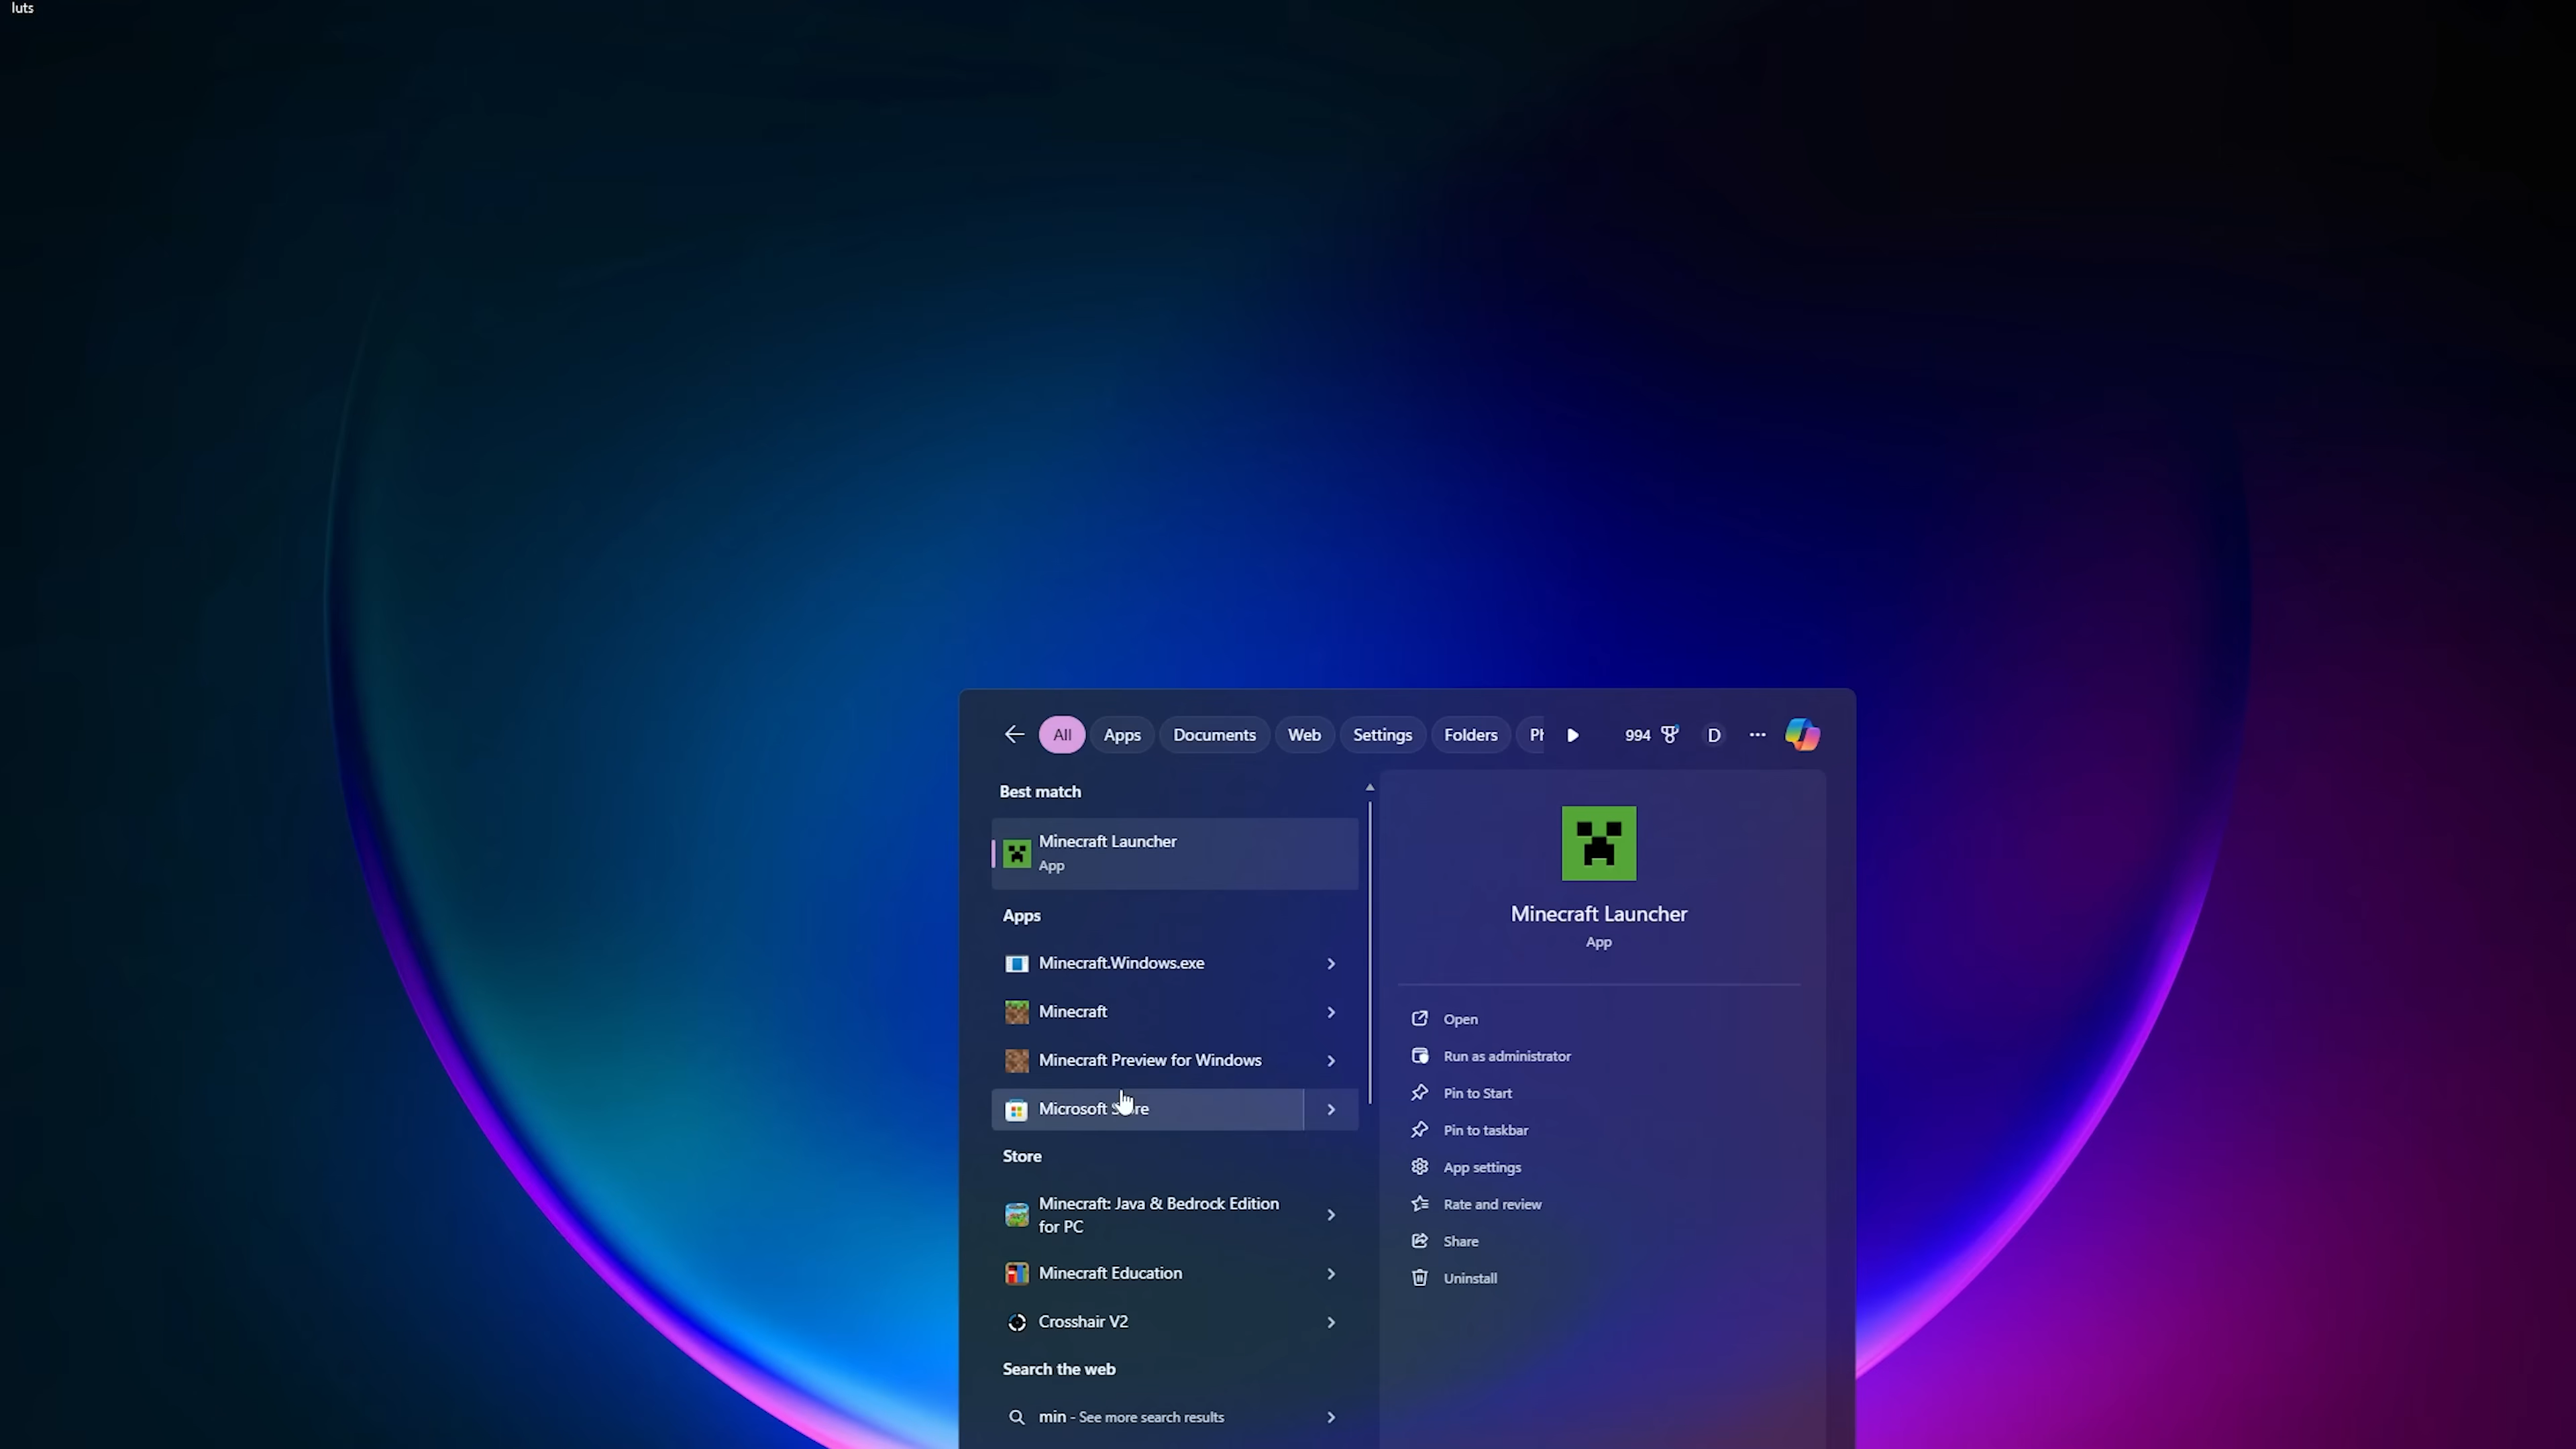 luts
All
Apps
Documents
Web
Settings
Folders
994
D
Best match
Minecraft Launcher
App
Apps
Minecraft.Windows.exe
Minecraft
Minecraft Preview for Windows
Microsoft Store
Store
Minecraft: Java & Bedrock Edition
for PC
Minecraft Education
Crosshair V2
Search the web
min - See more search results
Minecraft Launcher
App
Open
Run as administrator
Pin to Start
Pin to taskbar
App settings
Rate and review
Share
Uninstall